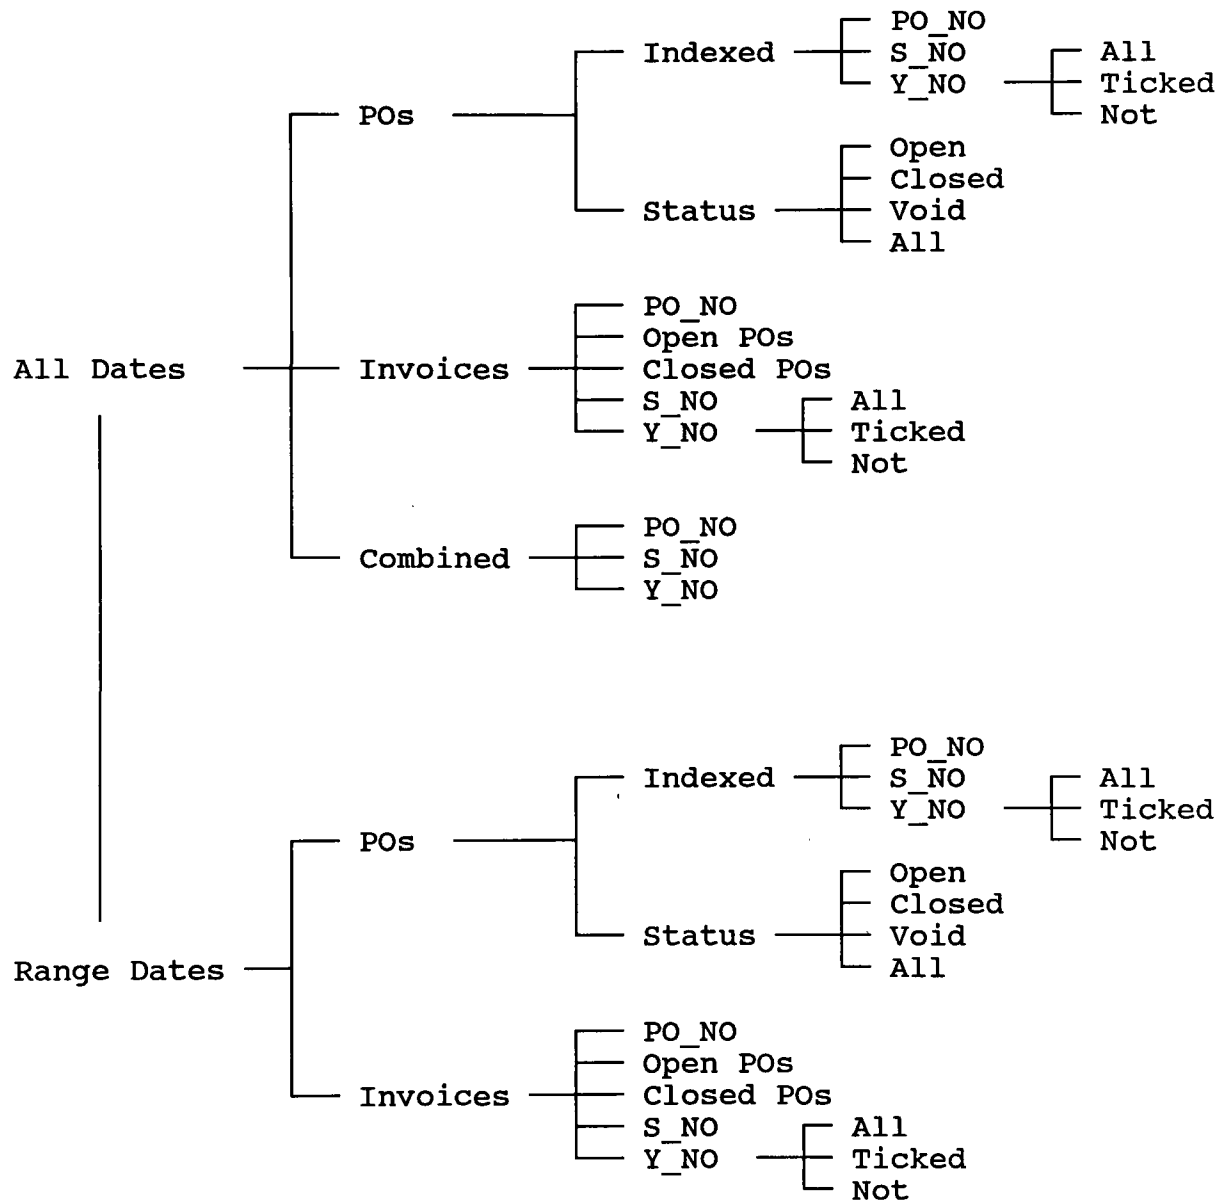 PO_NO
Indexed S_NO All
Y_NO Ticked
POs Not
Open
Closed
Status Void
All
PO_NO
Open POs
All Dates Invoices Closed POs
S_NO All
Y_NO Ticked
Not
PO_NO
Combined S_NO
Y_NO
PO_NO
Indexed S_NO All
Y_NO Ticked
POs Not
Open
Closed
Status Void
Range Dates All
PO_NO
Open POs
Invoices Closed POs
S_NO All
Y_NO Ticked
Not